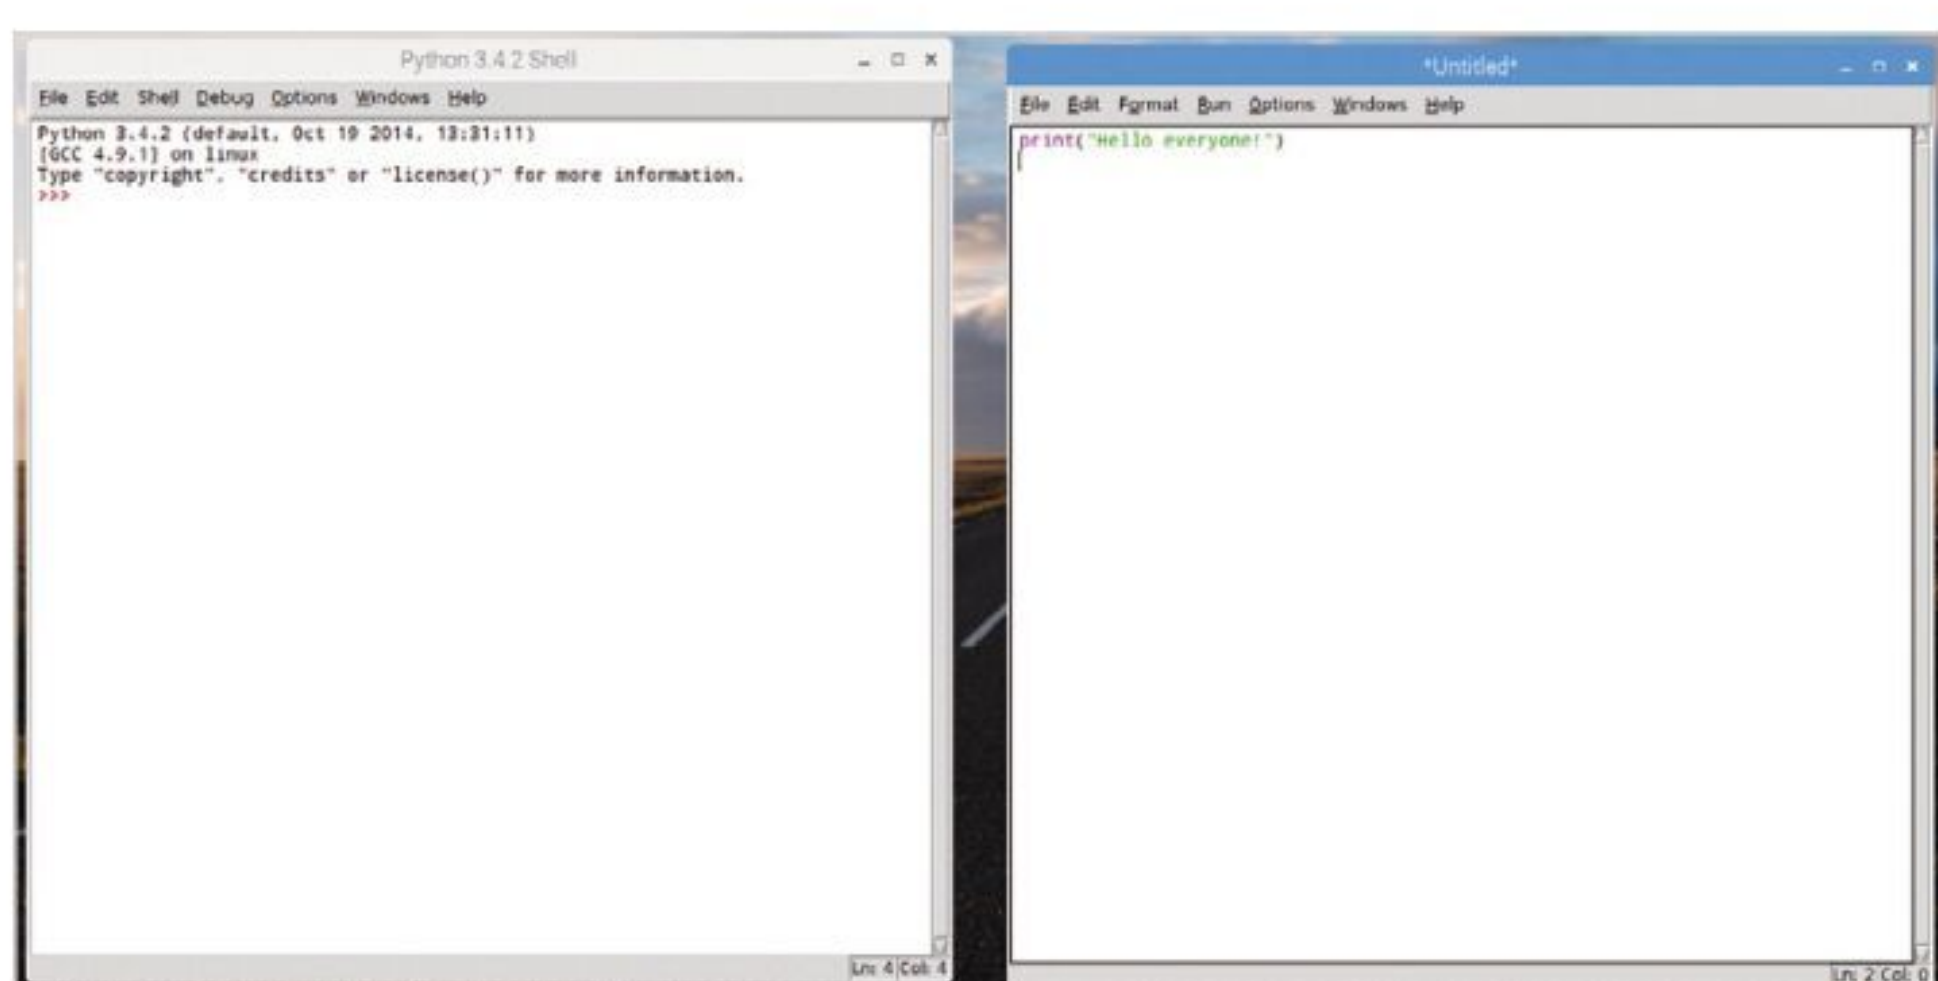 Python 3.4.2 Shell
File Edit Shell Debug Options Windows Help
Python 3.4.2 (default, Oct 19 2014, 13:31:11)
[GCC 4.9.1] on linux
Type "copyright", "credits" or "license()" for more information.
>>>
Ln: 4 Col: 4
*Untitled*
File Edit Format Run Options Windows Help
print("Hello everyone!")
Ln: 2 Col: 0